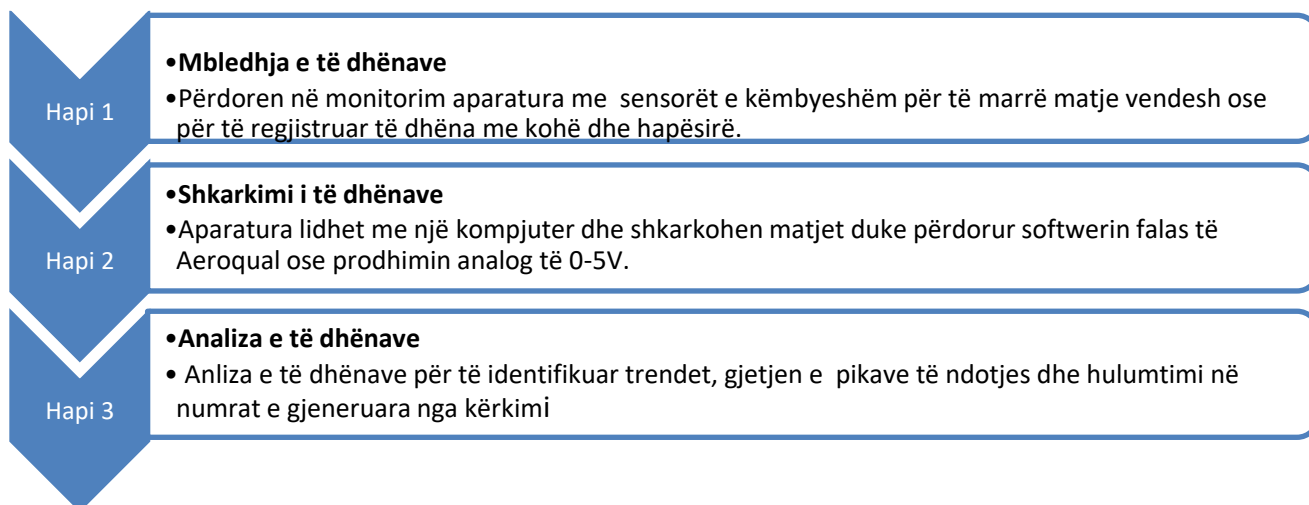 Hapi 1
•Mbledhja e të dhënave
•Përdoren në monitorim aparatura me sensorët e këmbyeshëm për të marrë matje vendesh ose
për të regjistruar të dhëna me kohë dhe hapësirë.
Hapi 2
•Shkarkimi i të dhënave
•Aparatura lidhet me një kompjuter dhe shkarkohen matjet duke përdorur softwerin falas të
Aeroqual ose prodhimin analog të 0-5V.
Hapi 3
•Analiza e të dhënave
• Anliza e të dhënave për të identifikuar trendet, gjetjen e pikave të ndotjes dhe hulumtimi në
numrat e gjeneruara nga kërkimi